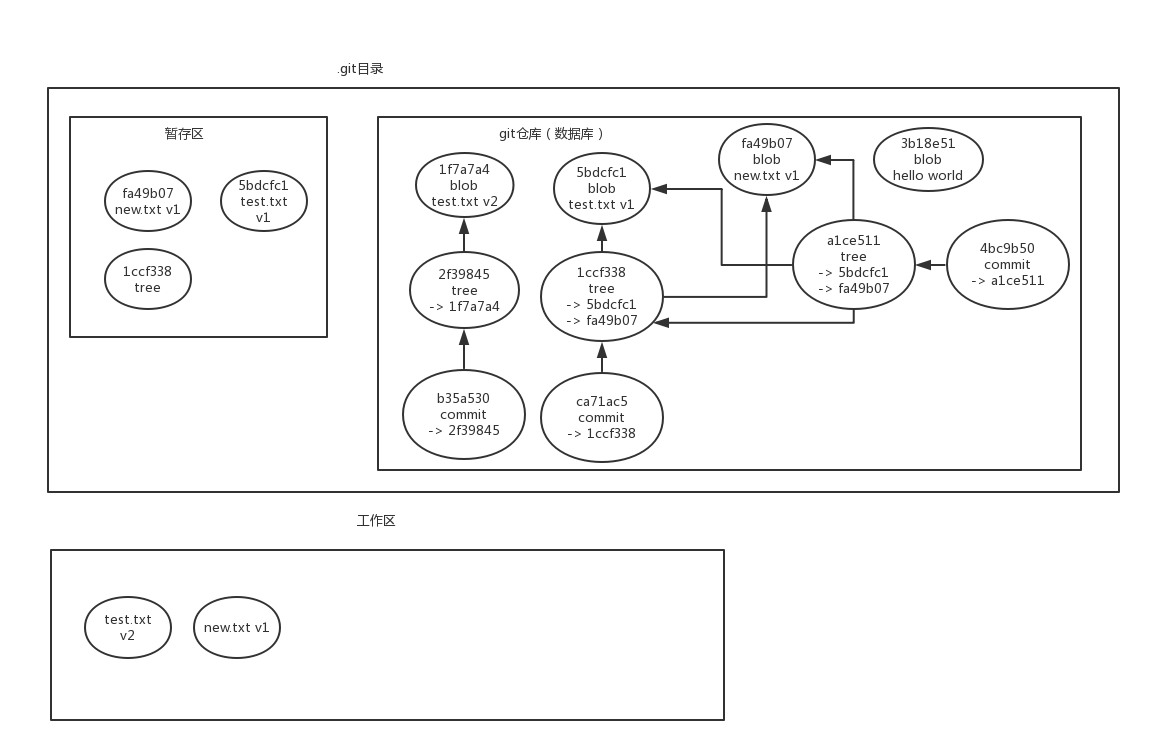 .git目录
暂存区
fa49b07
new.txt v1
5bdcfc1
test.txt
v1
1ccf338
tree
git仓库（数据库）
1f7a7a4
blob
test.txt v2
5bdcfc1
blob
test.txt v1
fa49b07
blob
new.txt v1
3b18e51
blob
hello world
2f39845
tree
-> 1f7a7a4
1ccf338
tree
-> 5bdcfc1
-> fa49b07
a1ce511
tree
-> 5bdcfc1
-> fa49b07
4bc9b50
commit
-> a1ce511
b35a530
commit
-> 2f39845
ca71ac5
commit
-> 1ccf338
工作区
test.txt
v2
new.txt v1